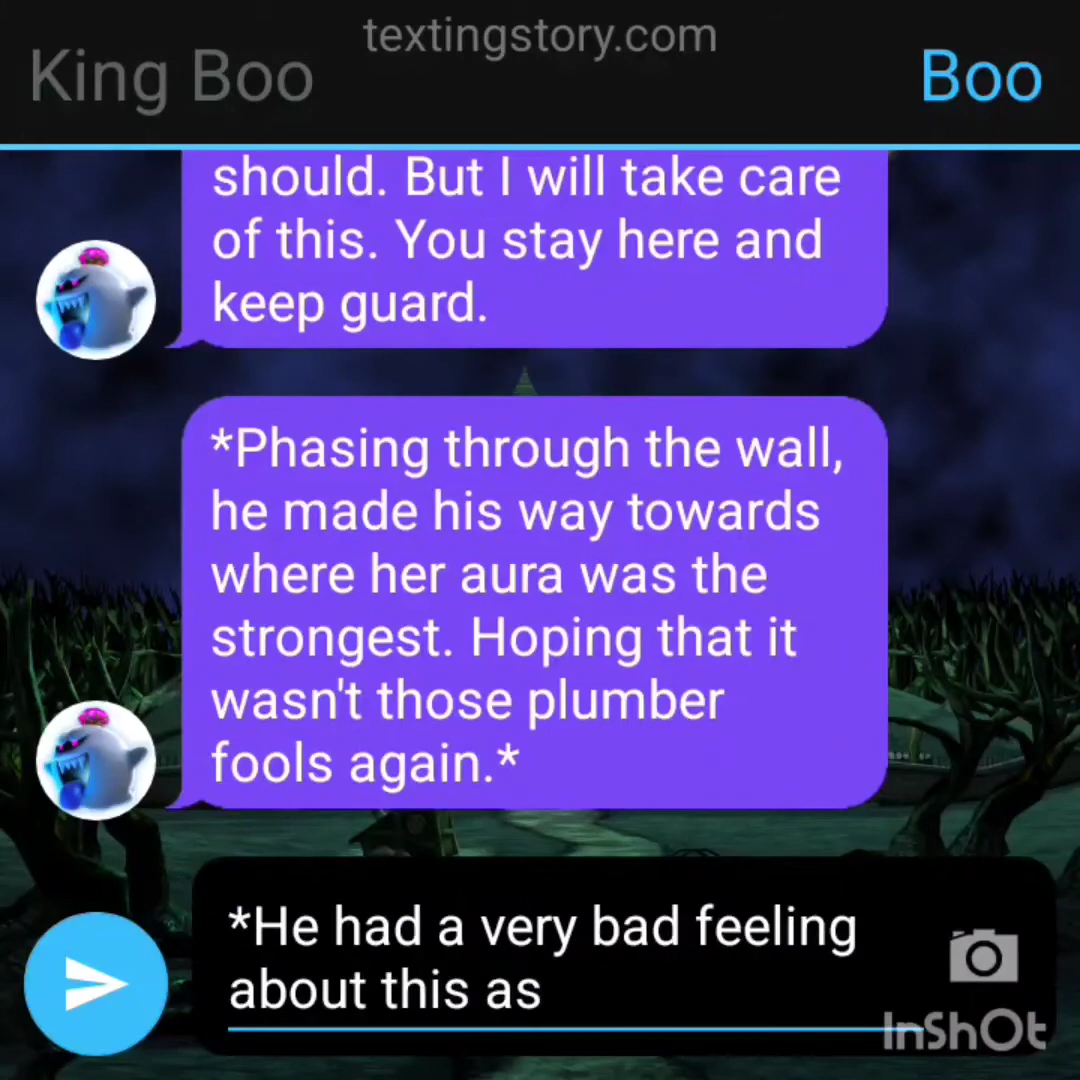 textingstory.com
King Boo
Boo
should. But I will take care
of this. You stay here and
keep guard.
*Phasing through the wall,
he made his way towards
where her aura was the
strongest. Hoping that it
wasn't those plumber
fools again.*
*He had a very bad feeling
about this as
InShOt